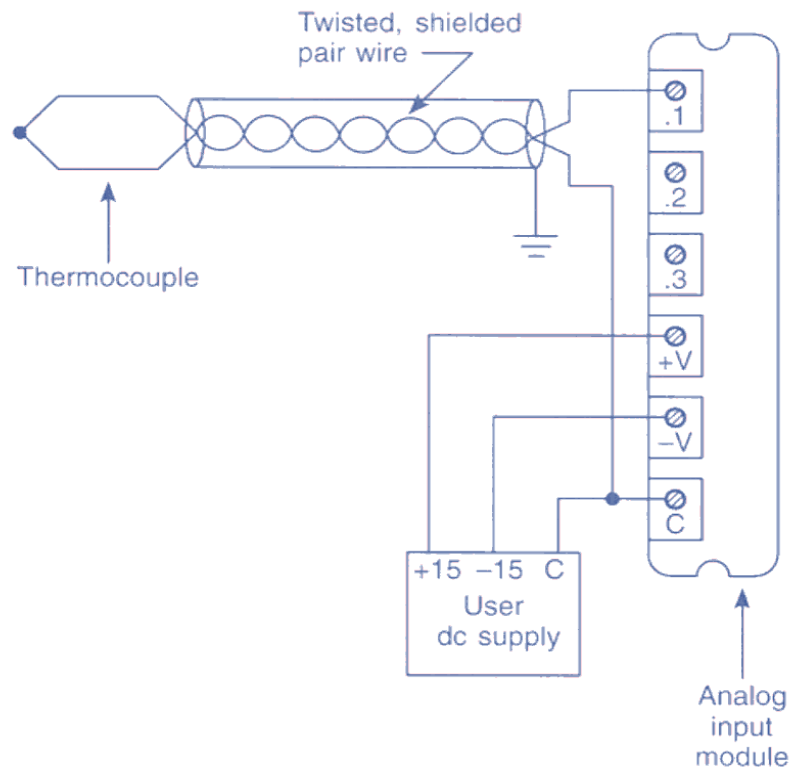 Twisted, shielded
pair wire
.1
.2
Thermocouple
.3
+V
−V
C
+15 −15 C
User
dc supply
Analog
input
module